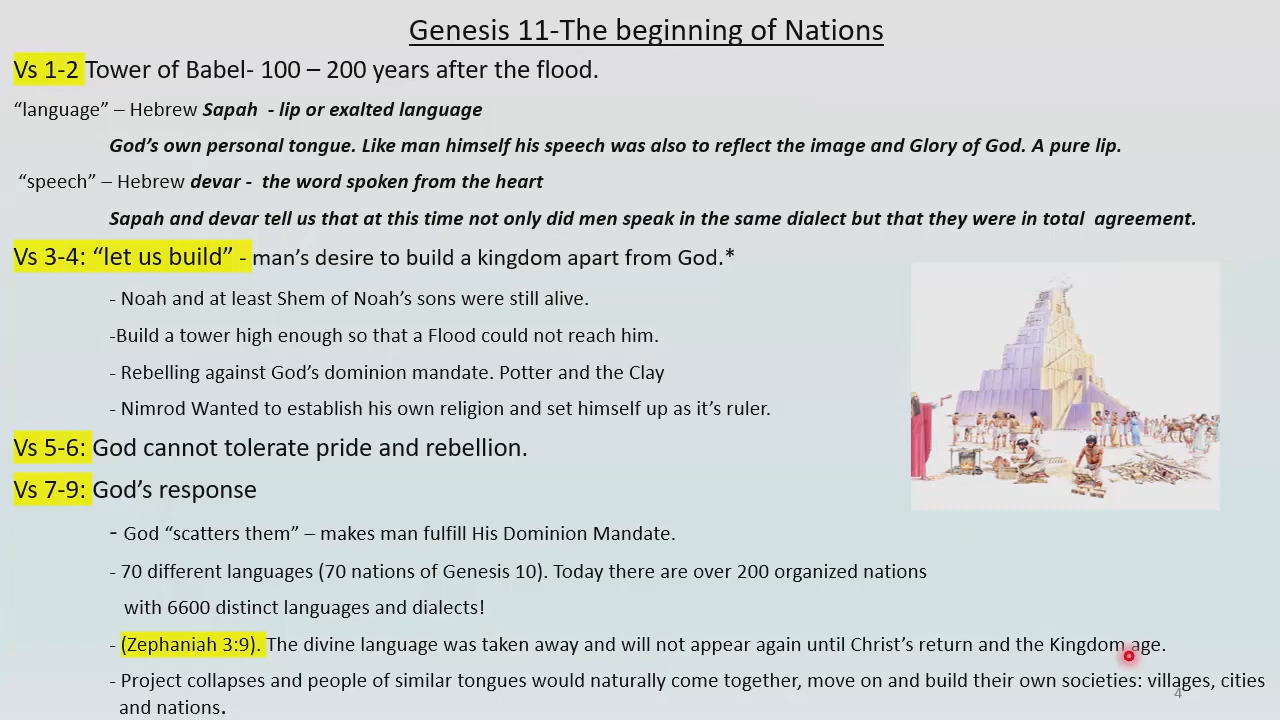 Genesis 11-The beginning of Nations
Vs 1-2 Tower of Babel- 100 – 200 years after the flood.
“language” – Hebrew Sapah - lip or exalted language
God’s own personal tongue. Like man himself his speech was also to reflect the image and Glory of God. A pure lip.
“speech” – Hebrew devar - the word spoken from the heart
Sapah and devar tell us that at this time not only did men speak in the same dialect but that they were in total agreement.
Vs 3-4: “let us build” - man’s desire to build a kingdom apart from God.*
- Noah and at least Shem of Noah’s sons were still alive.
-Build a tower high enough so that a Flood could not reach him.
- Rebelling against God’s dominion mandate. Potter and the Clay
- Nimrod Wanted to establish his own religion and set himself up as it’s ruler.
Vs 5-6: God cannot tolerate pride and rebellion.
Vs 7-9: God’s response
- God “scatters them” – makes man fulfill His Dominion Mandate.
- 70 different languages (70 nations of Genesis 10). Today there are over 200 organized nations
with 6600 distinct languages and dialects!
- (Zephaniah 3:9). The divine language was taken away and will not appear again until Christ’s return and the Kingdom age.
- Project collapses and people of similar tongues would naturally come together, move on and build their own societies: villages, cities
and nations.
4